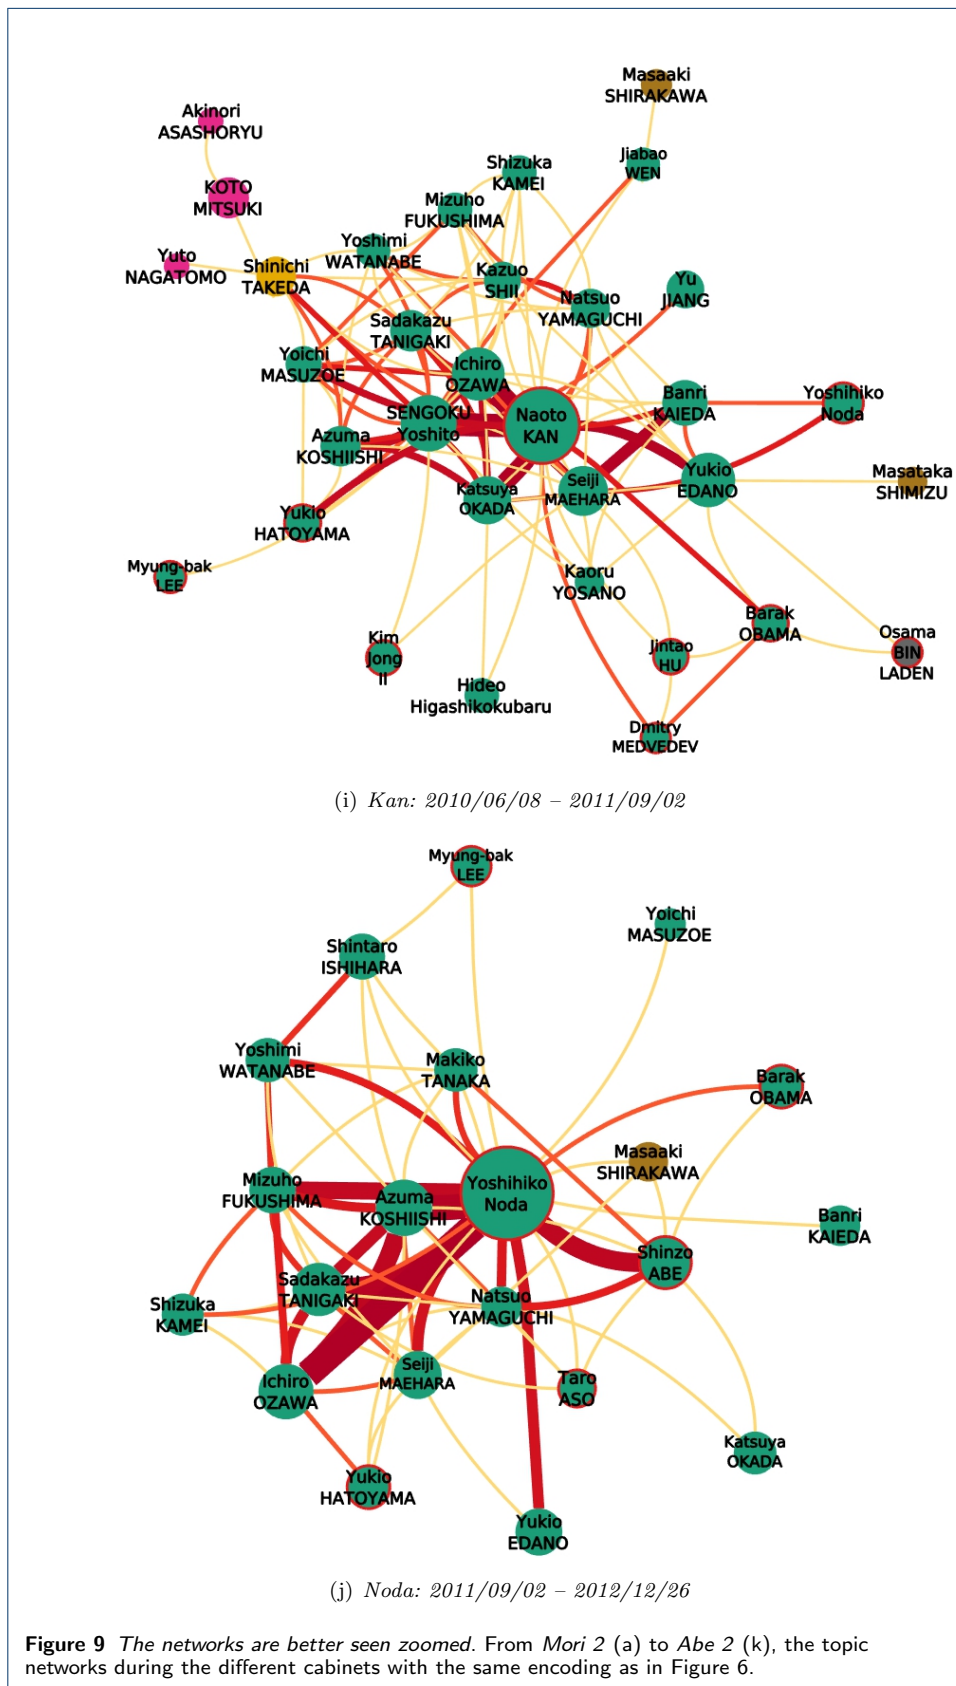 Masaaki
SHIRAKAWA
Akinori
ASASHORYU
Jiabao
WEN
Shizuka
KAMEI
KOTO
MITSUKI
Mizuho
FUKUSHIMA
Yoshimi
WATANABE
Yuto
NAGATOMO
Shinichi
TAKEDA
Kazuo
SHII
Yu
JIANG
Natsuo
YAMAGUCHI
Sadakazu
TANIGAKI
Yoichi
MASUZOE
Ichiro
OZAWA
Banri
KAIEDA
Yoshihiko
Noda
SENGOKU
Yoshito
Naoto
KAN
Azuma
KOSHIISHI
Yukio
EDANO
Masataka
SHIMIZU
Seiji
MAEHARA
Katsuya
OKADA
Yukio
HATOYAMA
Myung-bak
LEE
Kaoru
YOSANO
Barak
OBAMA
Kim
Jong
Il
Jintao
HU
Osama
BIN
LADEN
Hideo
Higashikokubaru
Dmitry
MEDVEDEV
(i) Kan: 2010/06/08 – 2011/09/02
Myung-bak
LEE
Yoichi
MASUZOE
Shintaro
ISHIHARA
Yoshimi
WATANABE
Makiko
TANAKA
Barak
OBAMA
Masaaki
SHIRAKAWA
Mizuho
FUKUSHIMA
Yoshihiko
Noda
Azuma
KOSHIISHI
Banri
KAIEDA
Shinzo
ABE
Sadakazu
TANIGAKI
Shizuka
KAMEI
Natsuo
YAMAGUCHI
Ichiro
OZAWA
Seiji
MAEHARA
Taro
ASO
Katsuya
OKADA
Yukio
HATOYAMA
Yukio
EDANO
(j) Noda: 2011/09/02 – 2012/12/26
Figure 9 The networks are better seen zoomed. From Mori 2 (a) to Abe 2 (k), the topic
networks during the different cabinets with the same encoding as in Figure 6.